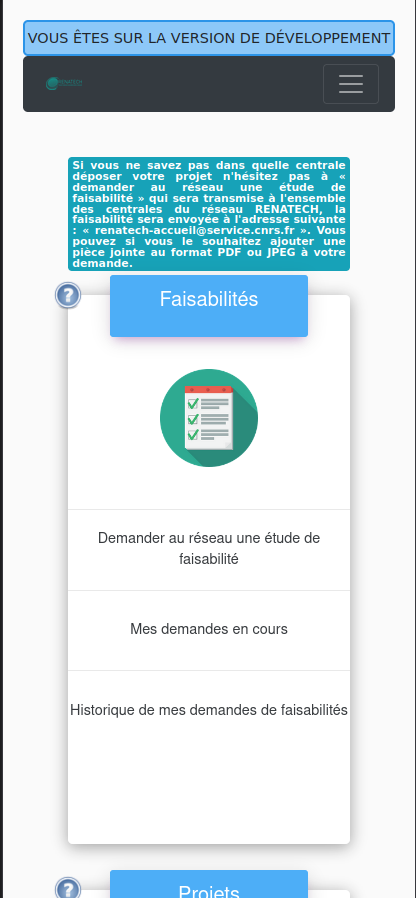 VOUS ÊTES SUR LA VERSION DE DÉVELOPPEMENT
RENATECH
Si vous ne savez pas dans quelle centrale
déposer votre projet n'hésitez pas à «
demander au réseau une étude de
faisabilité » qui sera transmise à l'ensemble
des centrales du réseau RENATECH, la
faisabilité sera envoyée à l'adresse suivante
: « renatech-accueil@service.cnrs.fr ». Vous
pouvez si vous le souhaitez ajouter une
pièce jointe au format PDF ou JPEG à votre
demande.
?
Faisabilités
Demander au réseau une étude de
faisabilité
Mes demandes en cours
Historique de mes demandes de faisabilités
?
Projets